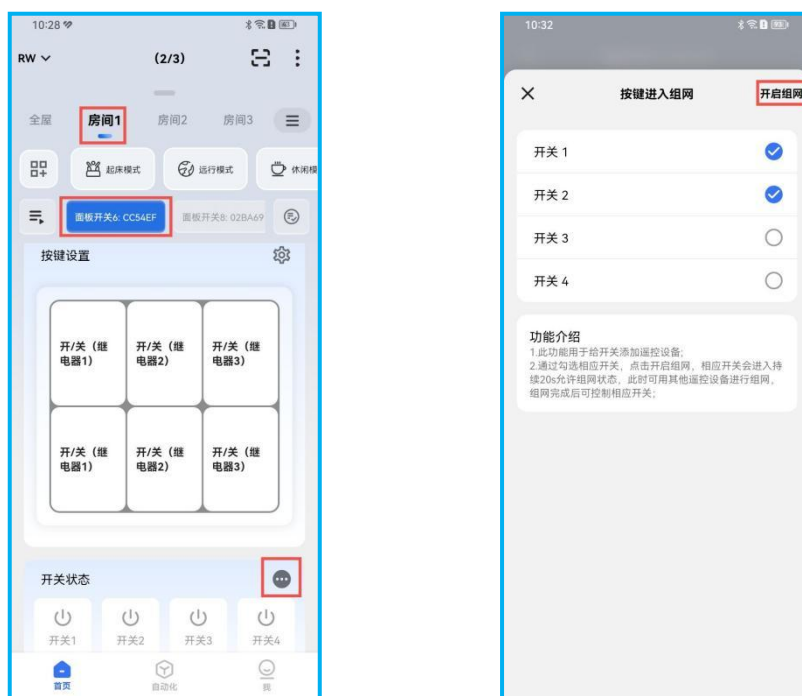 10:28
RW
(2/3)
全屋
房间1
房间2
房间3
起床模式
运行模式
休闲模
面板开关6: CC54EF
面板开关8: 02BA69
按键设置
开/关（继
电器1）
开/关（继
电器2）
开/关（继
电器3）
开/关（继
电器1）
开/关（继
电器2）
开/关（继
电器3）
开关状态
开关1
开关2
开关3
开关4
首页
自动化
我
10:32
按键进入组网
开启组网
开关 1
开关 2
开关 3
开关 4
功能介绍
1.此功能用于给开关添加遥控设备;
2.通过勾选相应开关，点击开启组网，相应开关会进入持
续20s允许组网状态，此时可用其他遥控设备进行组网，
组网完成后可控制相应开关;